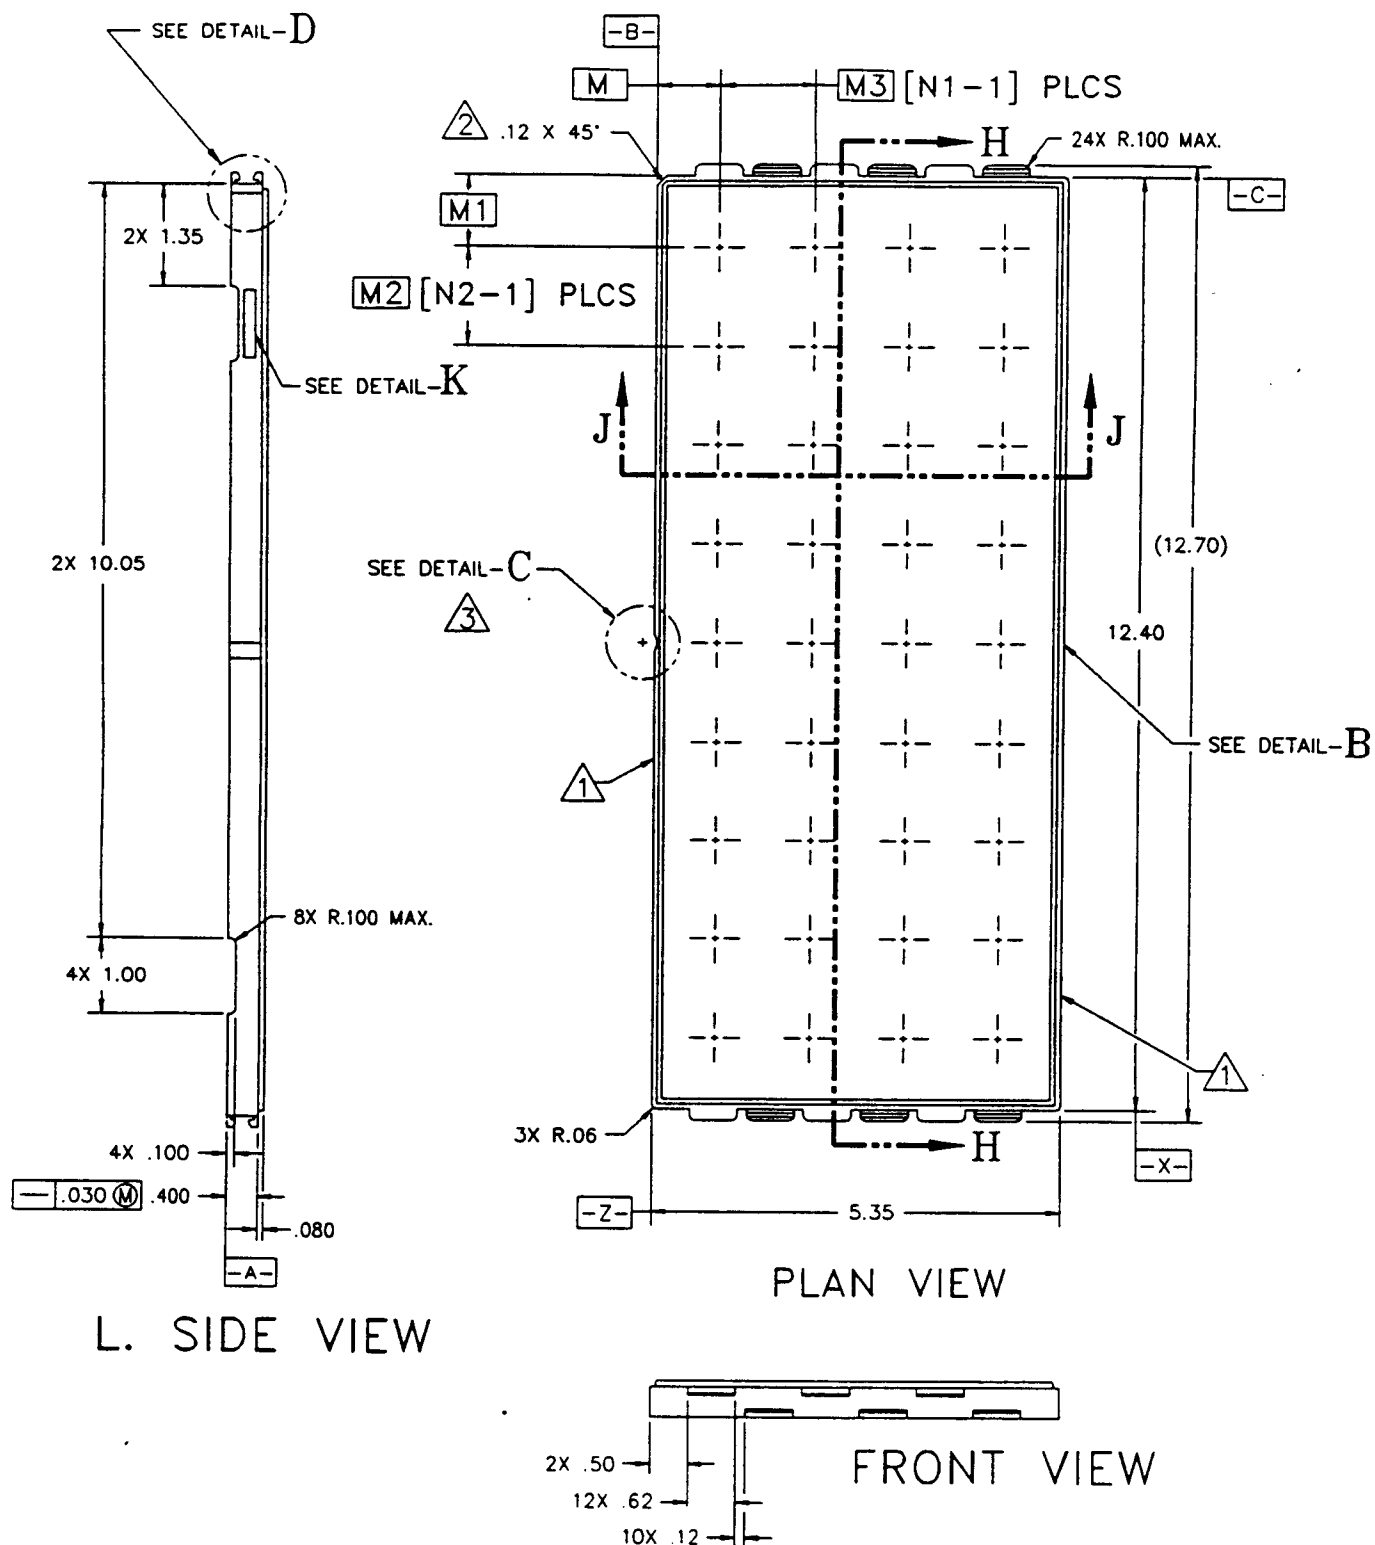 SEE DETAIL-D
-B-
M
M3 [N1-1] PLCS
2 .12 X 45°
H
24X R.100 MAX.
-C-
M1
2X 1.35
M2 [N2-1] PLCS
SEE DETAIL-K
J
J
2X 10.05
SEE DETAIL-C
3
(12.70)
12.40
SEE DETAIL-B
1
8X R.100 MAX.
4X 1.00
1
3X R.06
H
4X .100
-X-
— .030 Ⓜ .400
-Z-
5.35
.080
-A-
PLAN VIEW
L. SIDE VIEW
2X .50
FRONT VIEW
12X .62
10X .12